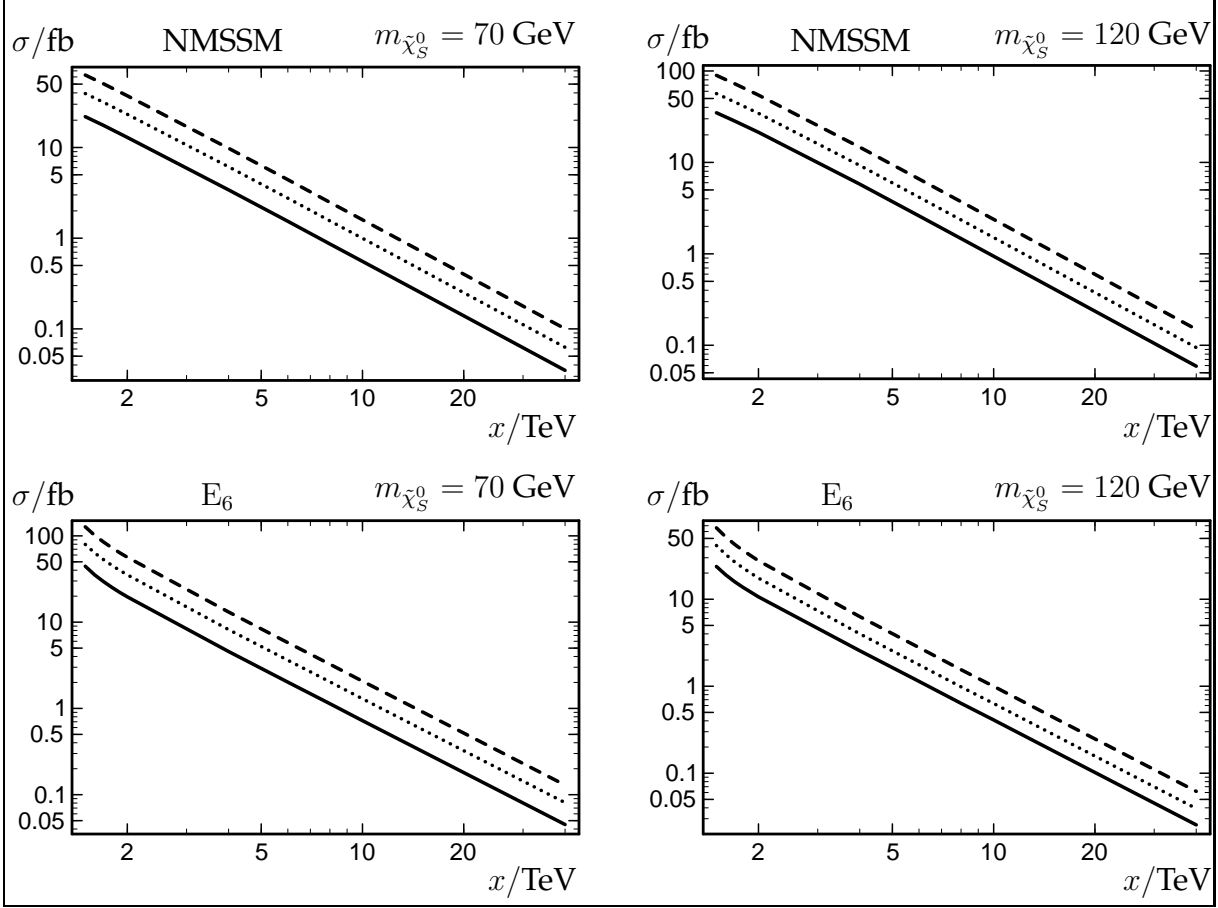 σ/fb NMSSM m_{χ̃_S^0} = 70 GeV
50
10
5
1
0.5
0.1
0.05
2 5 10 20
x/TeV
σ/fb NMSSM m_{χ̃_S^0} = 120 GeV
100
50
10
5
1
0.5
0.1
0.05
2 5 10 20
x/TeV
σ/fb E_6 m_{χ̃_S^0} = 70 GeV
100
50
10
5
1
0.5
0.1
0.05
2 5 10 20
x/TeV
σ/fb E_6 m_{χ̃_S^0} = 120 GeV
50
10
5
1
0.5
0.1
0.05
2 5 10 20
x/TeV